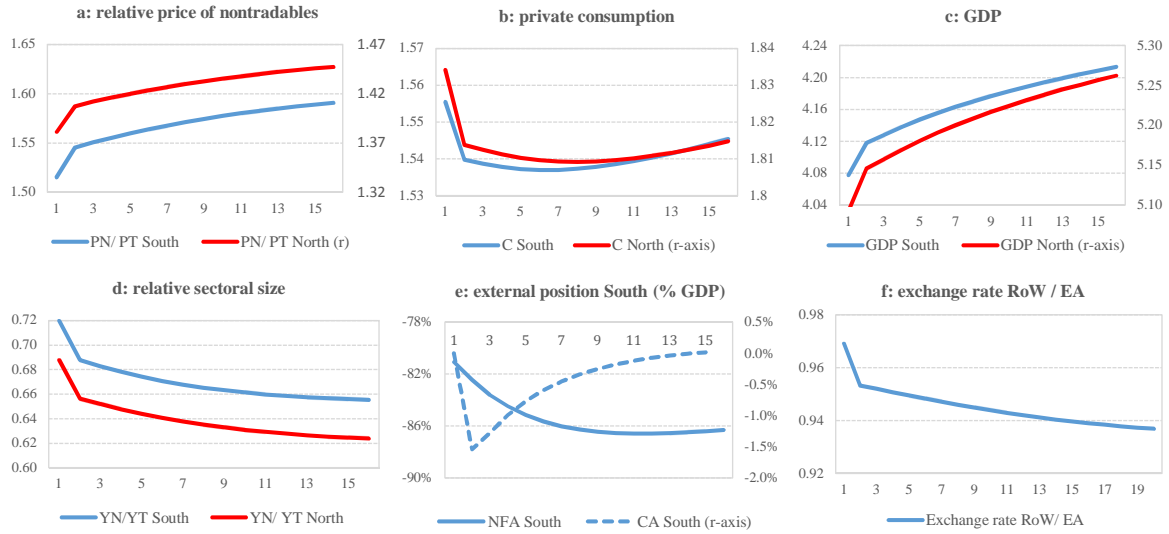 a: relative price of nontradables
1.65 1.47
1.60 1.42
1.55 1.37
1.50 1.32
1 3 5 7 9 11 13 15
PN/ PT South PN/ PT North (r)
b: private consumption
1.57 1.84
1.56 1.83
1.55 1.82
1.54 1.81
1.53 1.8
1 3 5 7 9 11 13 15
C South C North (r-axis)
c: GDP
4.24 5.30
4.20 5.25
4.16 5.20
4.12 5.15
4.08
4.04 5.10
1 3 5 7 9 11 13 15
GDP South GDP North (r-axis)
d: relative sectoral size
0.72
0.70
0.68
0.66
0.64
0.62
0.60
1 3 5 7 9 11 13 15
YN/YT South YN/ YT North
e: external position South (% GDP)
-78% 0.5%
1 3 5 7 9 11 13 15
0.0%
-82% -0.5%
-1.0%
-86% -1.5%
-90% -2.0%
NFA South CA South (r-axis)
f: exchange rate RoW / EA
0.98
0.96
0.94
0.92
1 3 5 7 9 11 13 15 17 19
Exchange rate RoW/ EA